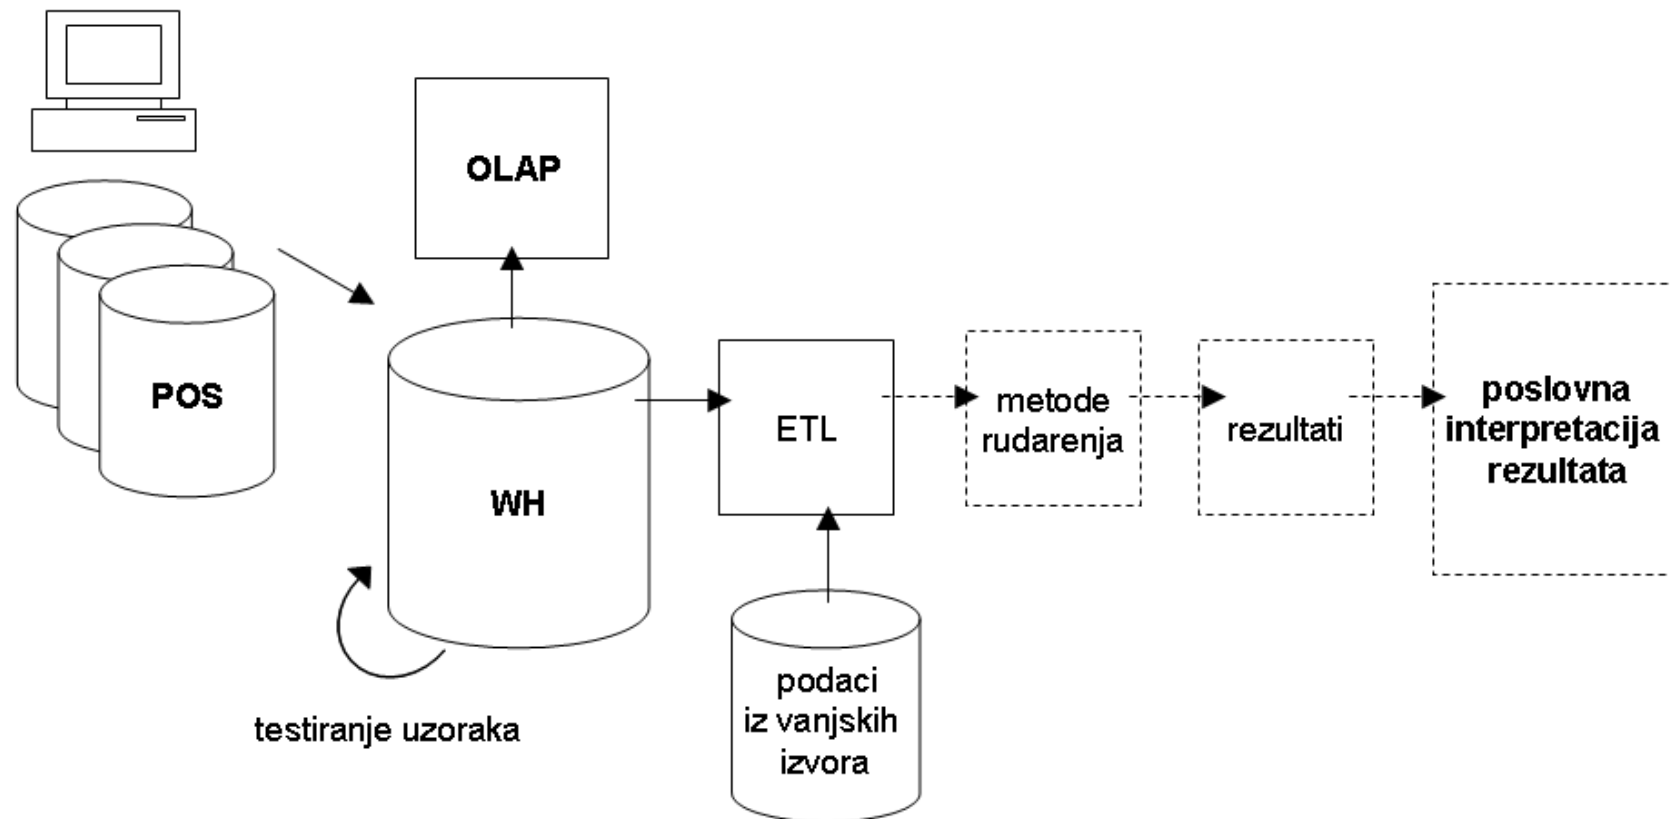 OLAP
POS
WH
ETL
metode
rudarenja
rezultati
poslovna
interpretacija
rezultata
podaci
iz vanjskih
izvora
testiranje uzoraka